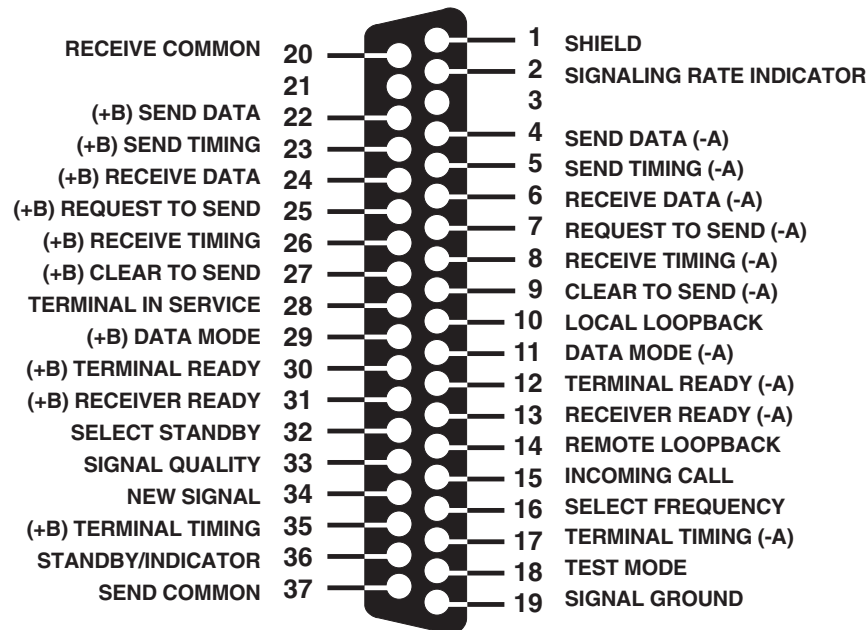 RECEIVE COMMON 20
21
(+B) SEND DATA 22
(+B) SEND TIMING 23
(+B) RECEIVE DATA 24
(+B) REQUEST TO SEND 25
(+B) RECEIVE TIMING 26
(+B) CLEAR TO SEND 27
TERMINAL IN SERVICE 28
(+B) DATA MODE 29
(+B) TERMINAL READY 30
(+B) RECEIVER READY 31
SELECT STANDBY 32
SIGNAL QUALITY 33
NEW SIGNAL 34
(+B) TERMINAL TIMING 35
STANDBY/INDICATOR 36
SEND COMMON 37
1 SHIELD
2 SIGNALING RATE INDICATOR
3
4 SEND DATA (-A)
5 SEND TIMING (-A)
6 RECEIVE DATA (-A)
7 REQUEST TO SEND (-A)
8 RECEIVE TIMING (-A)
9 CLEAR TO SEND (-A)
10 LOCAL LOOPBACK
11 DATA MODE (-A)
12 TERMINAL READY (-A)
13 RECEIVER READY (-A)
14 REMOTE LOOPBACK
15 INCOMING CALL
16 SELECT FREQUENCY
17 TERMINAL TIMING (-A)
18 TEST MODE
19 SIGNAL GROUND